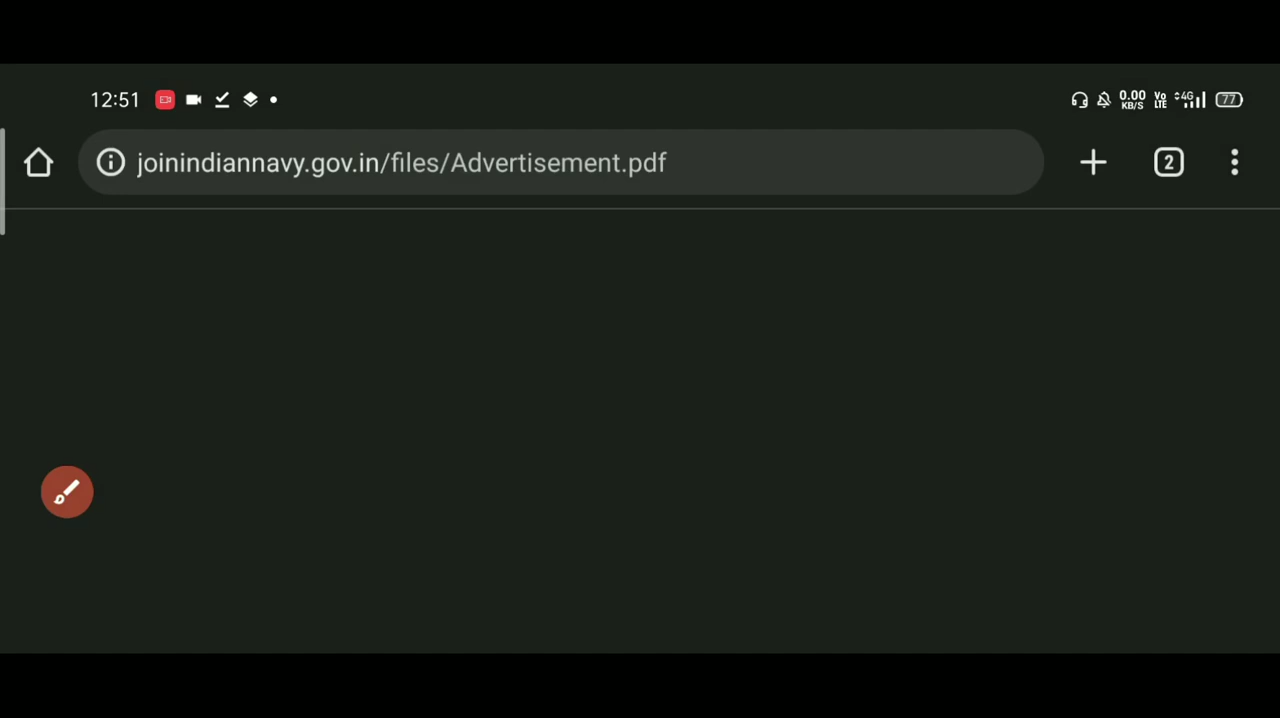 12:51
0.00
KB/S
Vo
LTE
4G
77
joinindiannavy.gov.in/files/Advertisement.pdf
2